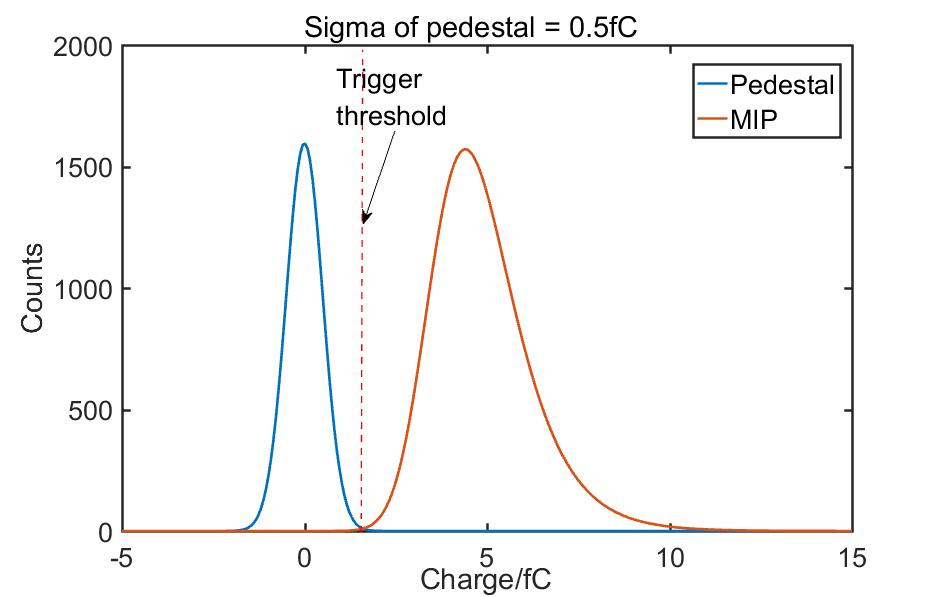 Sigma of pedestal = 0.5fC
2000
1500
1000
500
0
Counts
Trigger
threshold
Pedestal
MIP
-5
0
5
10
15
Charge/fC